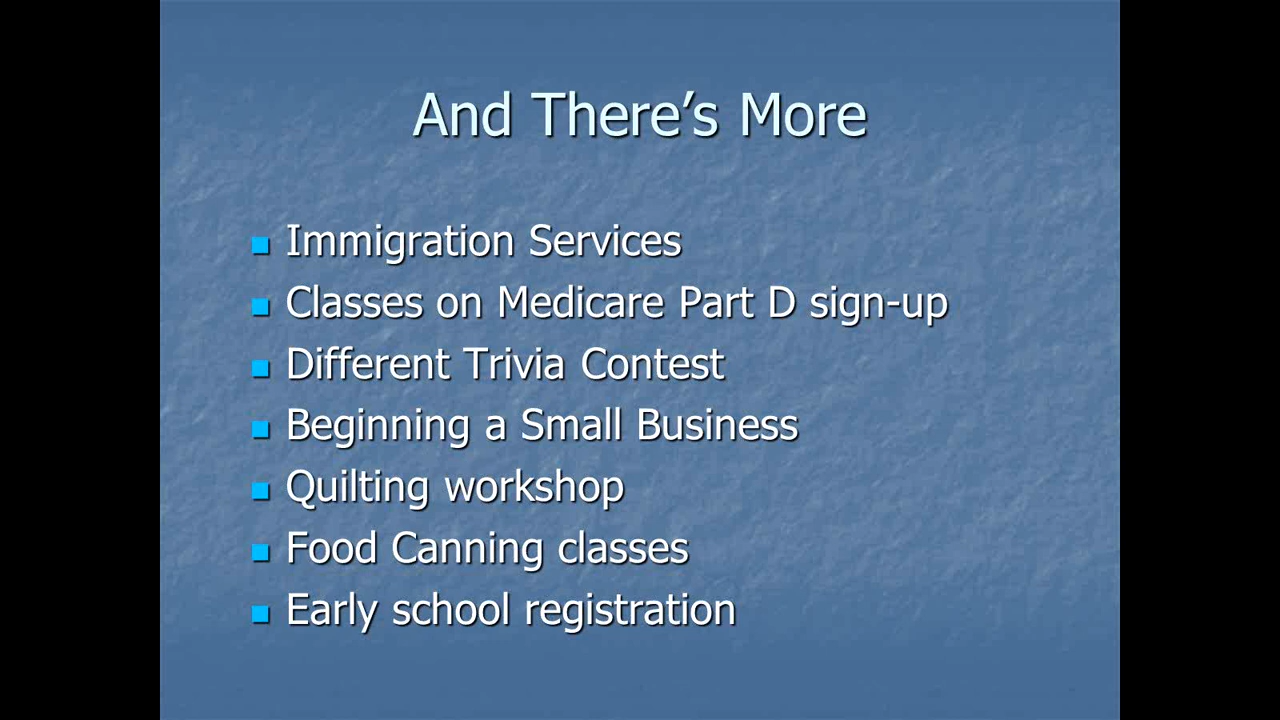 And There’s More
Immigration Services
Classes on Medicare Part D sign-up
Different Trivia Contest
Beginning a Small Business
Quilting workshop
Food Canning classes
Early school registration